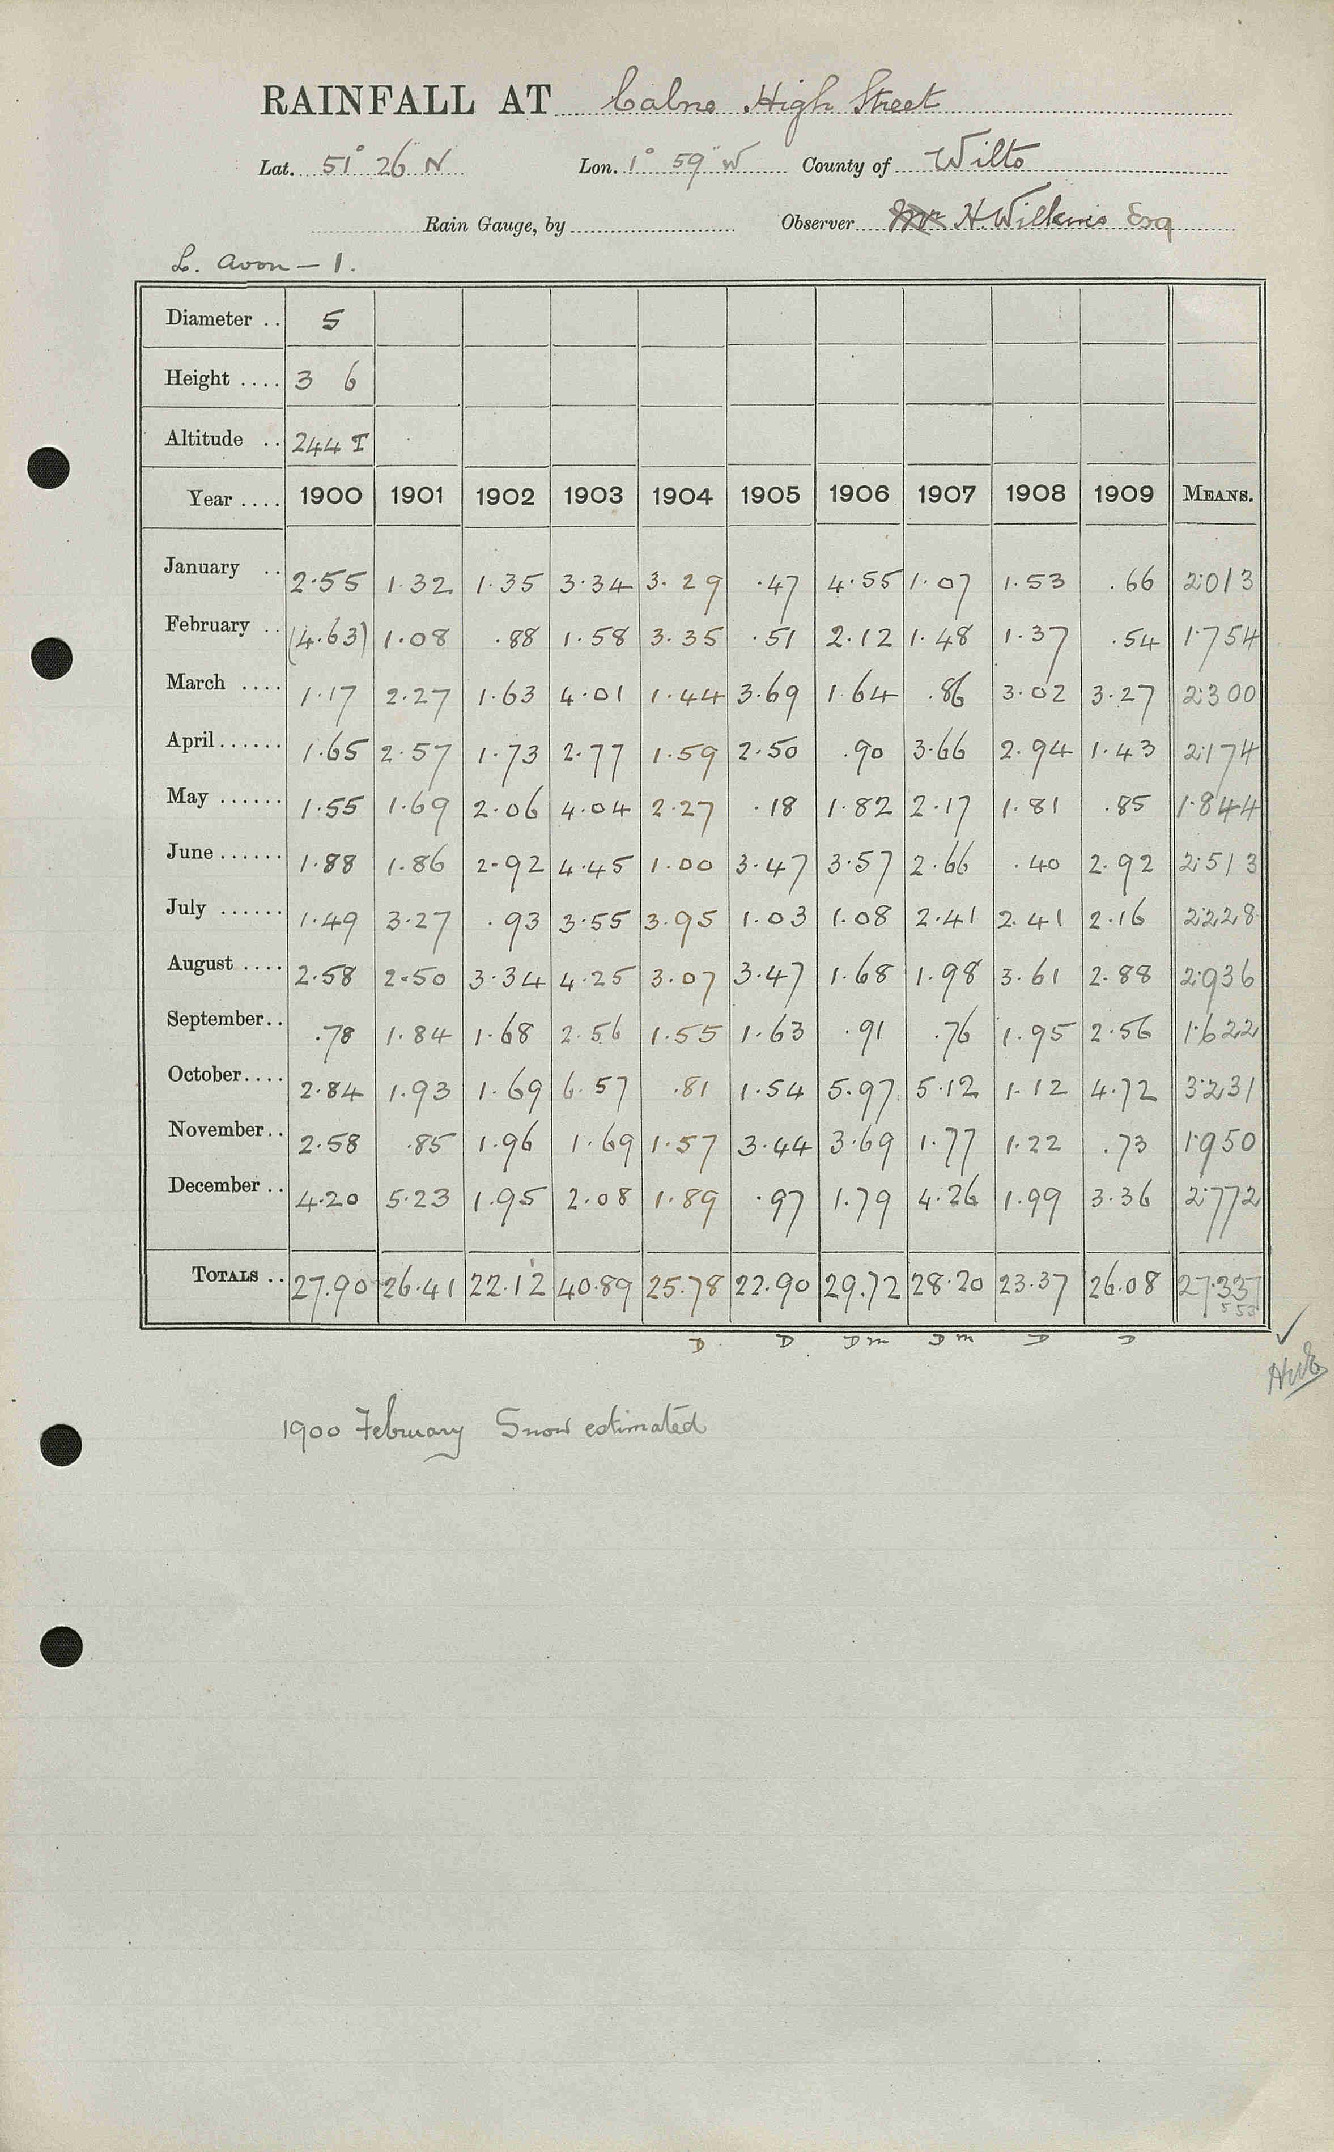 RAINFALL AT Calne High Street
Lat. 51° 26 N Lon. 1° 59 W County of Wilts
Rain Gauge, by Observer Mr H. Wilkins Esq
L. Avon - 1.
Diameter .. 5
Height .... 3 6
Altitude .. 244 T
Year .... 1900 1901 1902 1903 1904 1905 1906 1907 1908 1909 MEANS.
January .. 2.55 1.32 1.35 3.34 3.29 .47 4.55 1.07 1.53 .66 2.013
February .. (4.63) 1.08 .88 1.58 3.35 .51 2.12 1.48 1.37 .54 1.754
March .... 1.17 2.27 1.63 4.01 1.44 3.69 1.64 .86 3.02 3.27 2.300
April...... 1.65 2.57 1.73 2.77 1.59 2.50 .90 3.66 2.94 1.43 2.174
May ...... 1.55 1.69 2.06 4.04 2.27 .18 1.82 2.17 1.81 .85 1.844
June...... 1.88 1.86 2.92 4.45 1.00 3.47 3.57 2.66 .40 2.92 2.513
July ...... 1.49 3.27 .93 3.55 3.95 1.03 1.08 2.41 2.41 2.16 2.228
August .... 2.58 2.50 3.34 4.25 3.07 3.47 1.68 1.98 3.61 2.88 2.936
September.. .78 1.84 1.68 2.56 1.55 1.63 .91 .76 1.95 2.56 1.622
October.... 2.84 1.93 1.69 6.57 .81 1.54 5.97 5.12 1.12 4.72 3.231
November.. 2.58 .85 1.96 1.69 1.57 3.44 3.69 1.77 1.22 .73 1.950
December .. 4.20 5.23 1.95 2.08 1.89 .97 1.79 4.26 1.99 3.36 2.772
TOTALS .. 27.90 26.41 22.12 40.89 25.78 22.90 29.72 28.20 23.37 26.08 27.337
D D Dm Dm D D
1900 February Snow estimated